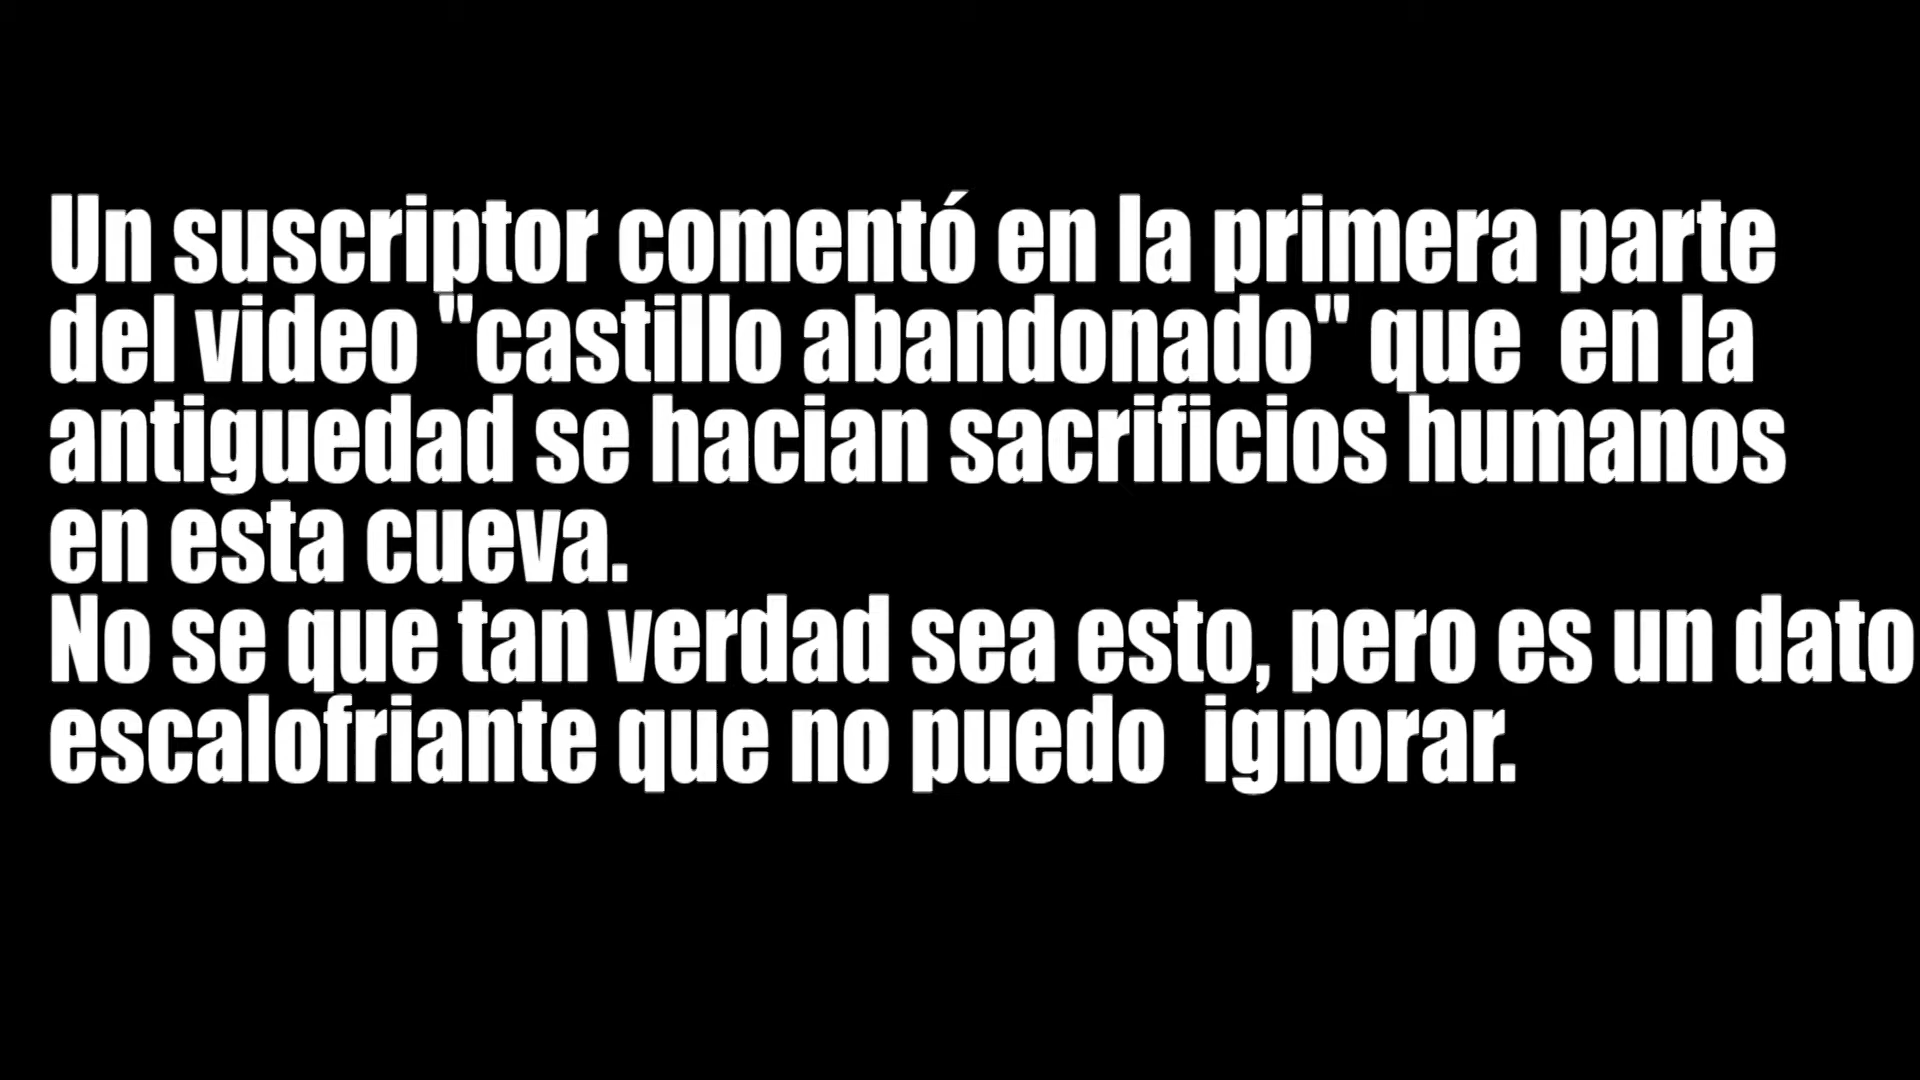 Un suscriptor comentó en la primera parte
del video "castillo abandonado" que  en la
antiguedad se hacian sacrificios humanos
en esta cueva.
No se que tan verdad sea esto, pero es un dato
escalofriante que no puedo  ignorar.